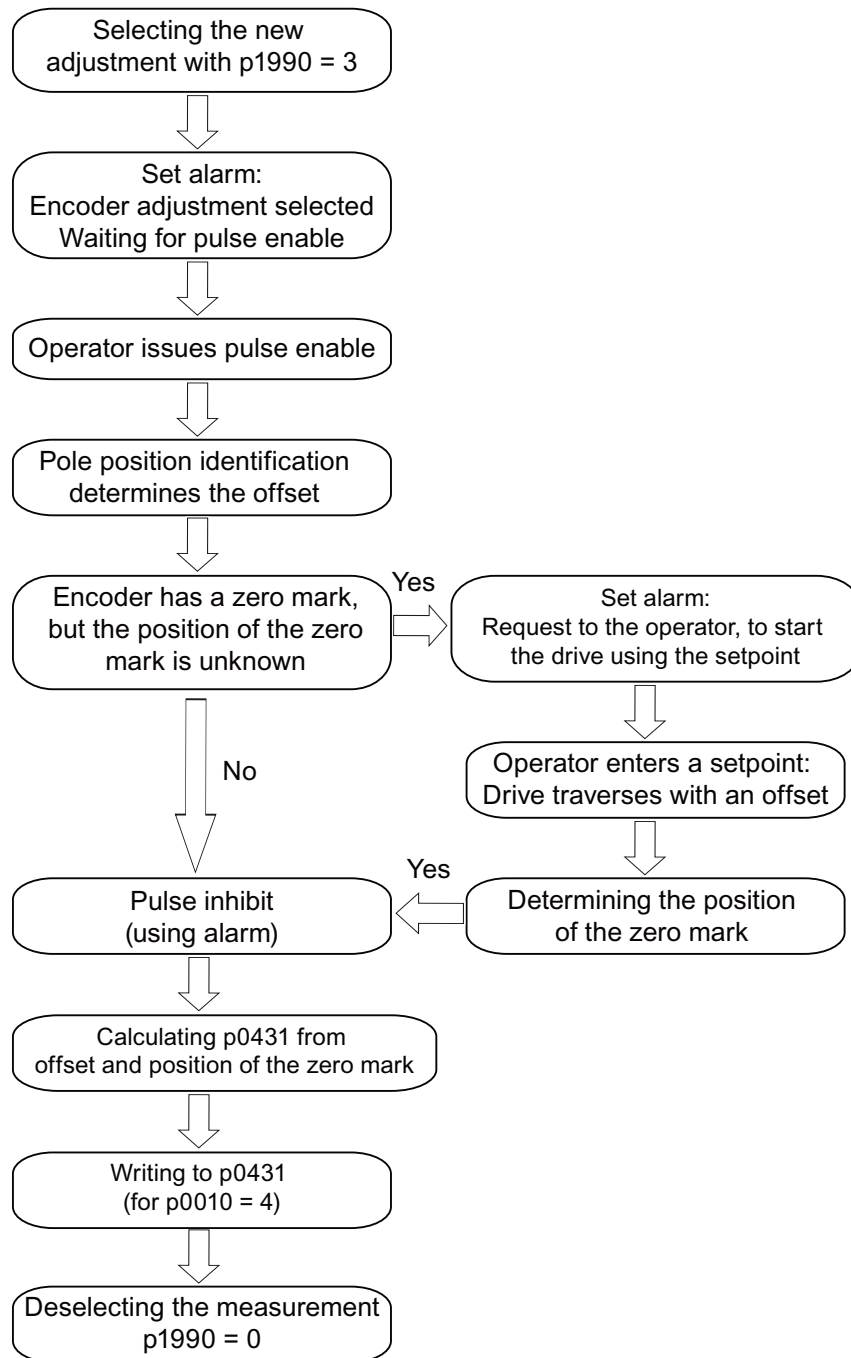 Selecting the new
adjustment with p1990 = 3
Set alarm:
Encoder adjustment selected
Waiting for pulse enable
Operator issues pulse enable
Pole position identification
determines the offset
Encoder has a zero mark,
but the position of the zero
mark is unknown
Yes
Set alarm:
Request to the operator, to start
the drive using the setpoint
Operator enters a setpoint:
Drive traverses with an offset
No
Determining the position
of the zero mark
Yes
Pulse inhibit
(using alarm)
Calculating p0431 from
offset and position of the zero mark
Writing to p0431
(for p0010 = 4)
Deselecting the measurement
p1990 = 0